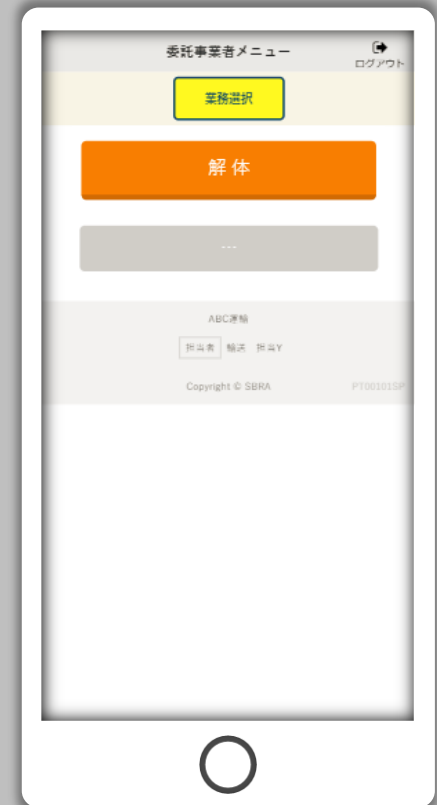 委託事業者メニュー
ログアウト
業務選択
解体
---
ABC運輸
担当者 輸送 担当Y
Copyright © SBRA
PT00101SP